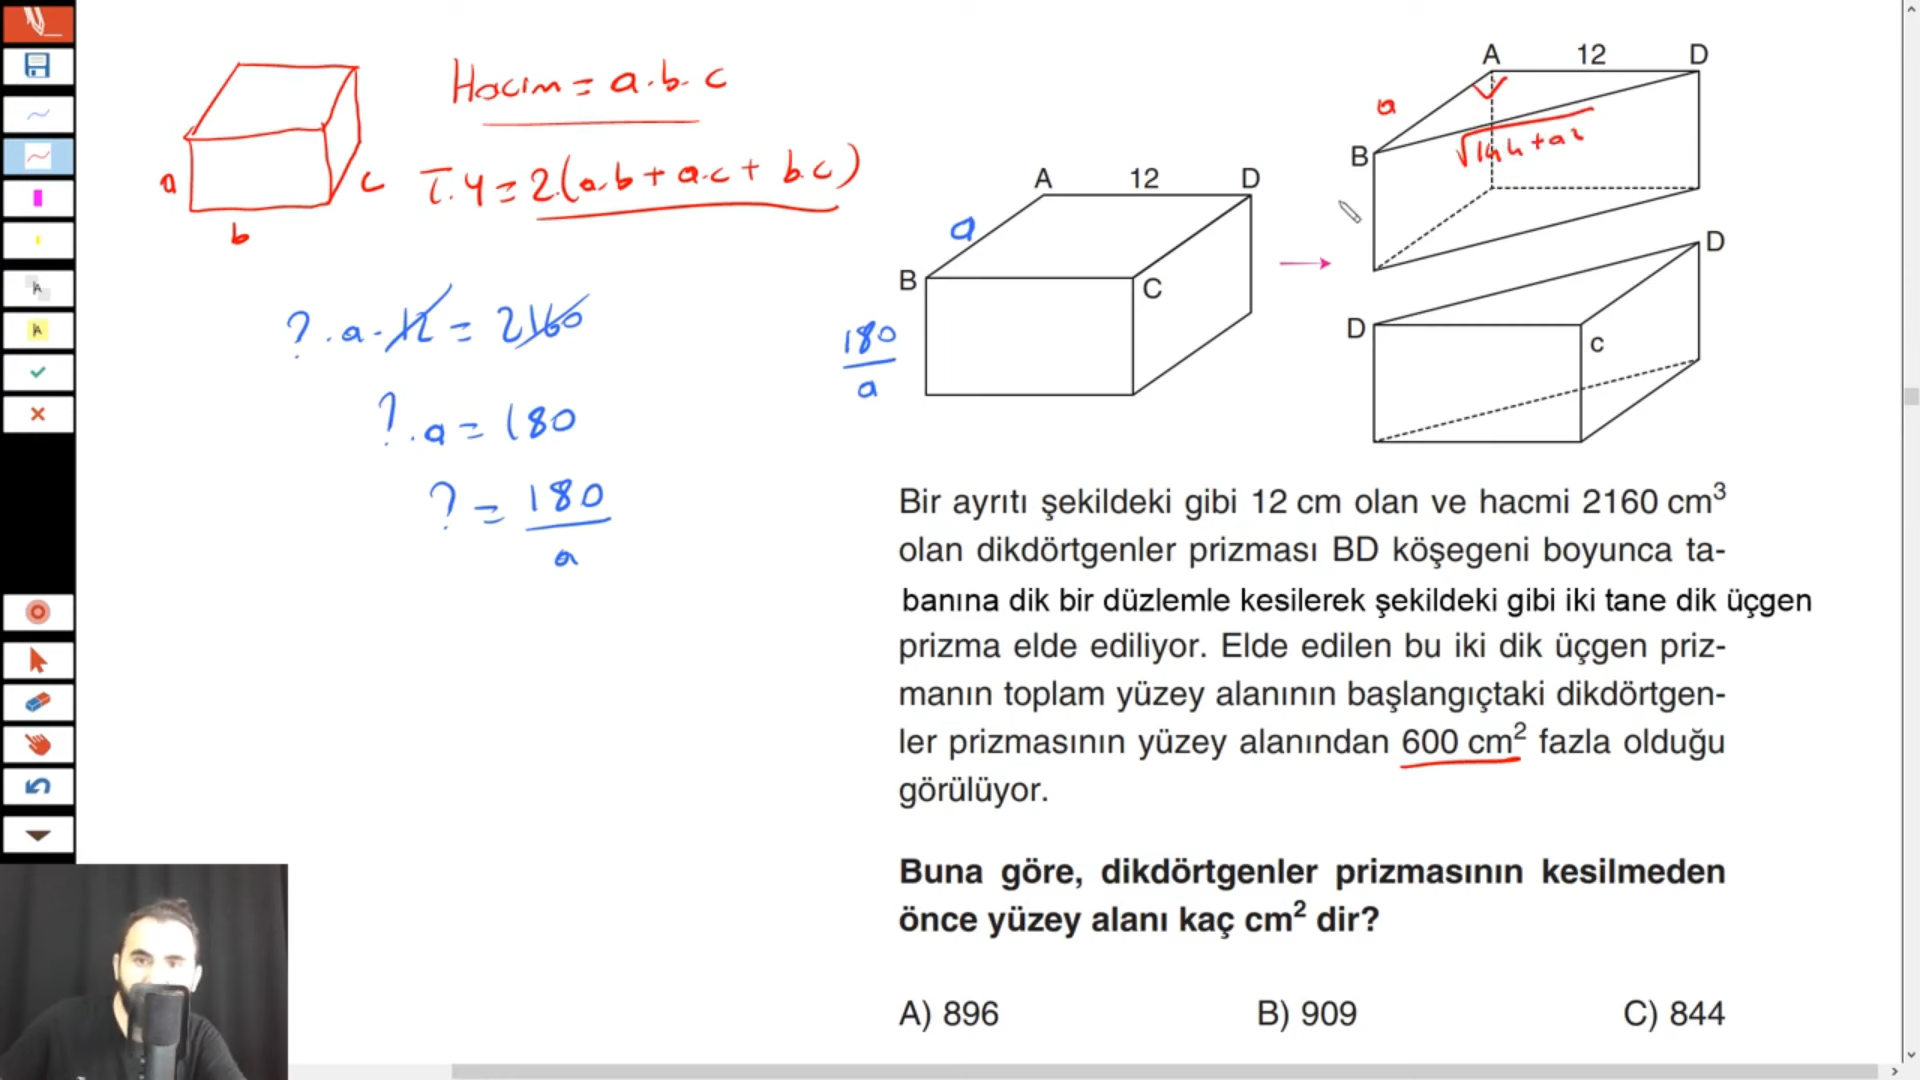 Hacim = a.b.c
T.Y = 2.(a.b + a.c + b.c)
a
c
b
? . a . 12 = 2160
? . a = 180
? = 180
a
A 12 D
a
B
C
180
a
A 12 D
a
B
√144+a²
D
D
c
Bir ayrıtı şekildeki gibi 12 cm olan ve hacmi 2160 cm³
olan dikdörtgenler prizması BD köşegeni boyunca ta-
banına dik bir düzlemle kesilerek şekildeki gibi iki tane dik üçgen
prizma elde ediliyor. Elde edilen bu iki dik üçgen priz-
manın toplam yüzey alanının başlangıçtaki dikdörtgen-
ler prizmasının yüzey alanından 600 cm² fazla olduğu
görülüyor.
Buna göre, dikdörtgenler prizmasının kesilmeden
önce yüzey alanı kaç cm² dir?
A) 896 B) 909 C) 844